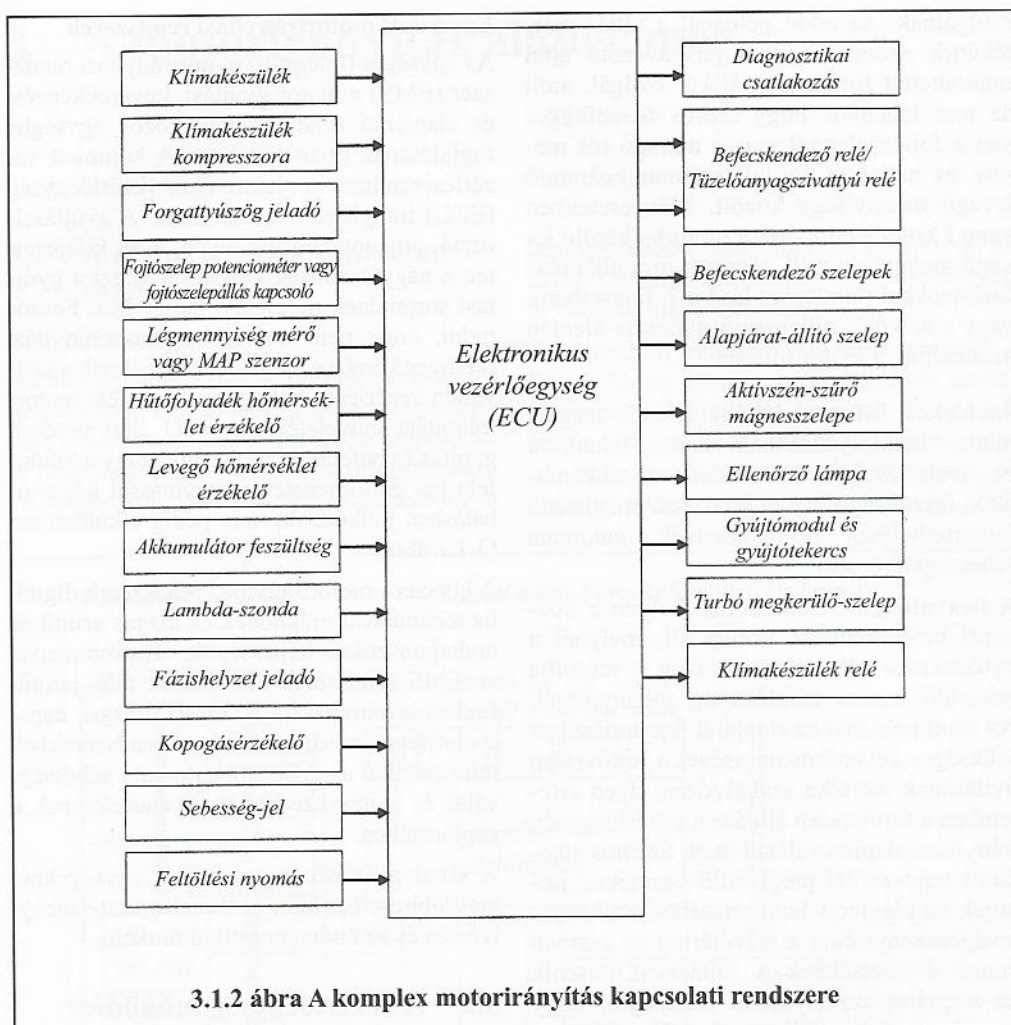 Klímakészülék
Klímakészülék
kompresszora
Forgattyúszög jeladó
Fojtószelep potenciométer vagy
fojtószelepállás kapcsoló
Légmennyiség mérő
vagy MAP szenzor
Hűtőfolyadék hőmérsék-
let érzékelő
Levegő hőmérséklet
érzékelő
Akkumulátor feszültség
Lambda-szonda
Fázishelyzet jeladó
Kopogásérzékelő
Sebesség-jel
Feltöltési nyomás
Elektronikus
vezérlőegység
(ECU)
Diagnosztikai
csatlakozás
Befecskendező relé/
Tüzelőanyagszivattyú relé
Befecskendező szelepek
Alapjárat-állító szelep
Aktívszén-szűrő
mágnesszelepe
Ellenőrző lámpa
Gyújtómodul és
gyújtótekercs
Turbó megkerülő-szelep
Klímakészülék relé
3.1.2 ábra A komplex motorirányítás kapcsolati rendszere